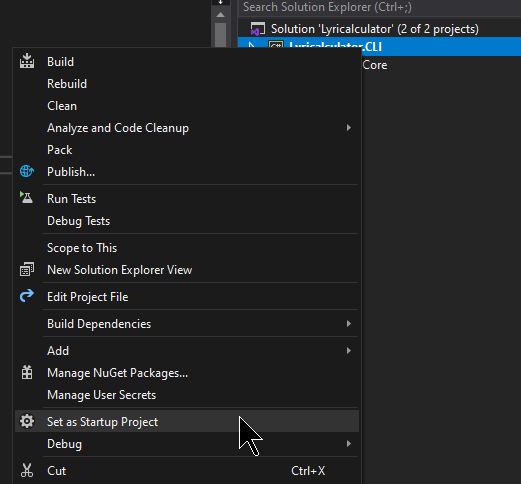 Search Solution Explorer (Ctrl+;)
Solution 'Lyricalculator' (2 of 2 projects)
Lyricalculator.CLI
Core
Build
Rebuild
Clean
Analyze and Code Cleanup
Pack
Publish...
Run Tests
Debug Tests
Scope to This
New Solution Explorer View
Edit Project File
Build Dependencies
Add
Manage NuGet Packages...
Manage User Secrets
Set as Startup Project
Debug
Cut Ctrl+X